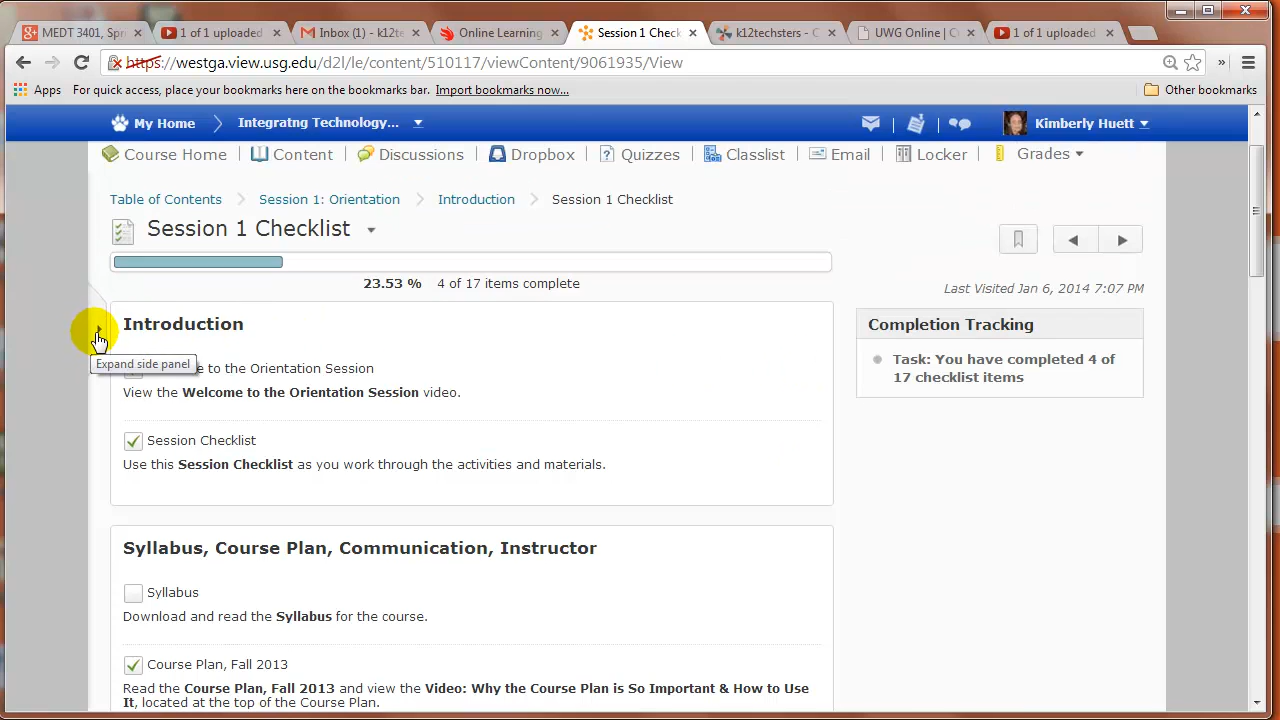 MEDT 3401, Spr
1 of 1 uploaded
Inbox (1) - k12te
Online Learning
Session 1 Check
k12techsters - C
UWG Online | C
1 of 1 uploaded
https://westga.view.usg.edu/d2l/le/content/510117/viewContent/9061935/View
Apps For quick access, place your bookmarks here on the bookmarks bar. Import bookmarks now... Other bookmarks
My Home Integratng Technology... Kimberly Huett
Course Home Content Discussions Dropbox Quizzes Classlist Email Locker Grades
Table of Contents Session 1: Orientation Introduction Session 1 Checklist
Session 1 Checklist
23.53 % 4 of 17 items complete
Last Visited Jan 6, 2014 7:07 PM
Introduction
Completion Tracking
Task: You have completed 4 of
17 checklist items
Expand side panel
e to the Orientation Session
View the Welcome to the Orientation Session video.
Session Checklist
Use this Session Checklist as you work through the activities and materials.
Syllabus, Course Plan, Communication, Instructor
Syllabus
Download and read the Syllabus for the course.
Course Plan, Fall 2013
Read the Course Plan, Fall 2013 and view the Video: Why the Course Plan is So Important & How to Use
It, located at the top of the Course Plan.